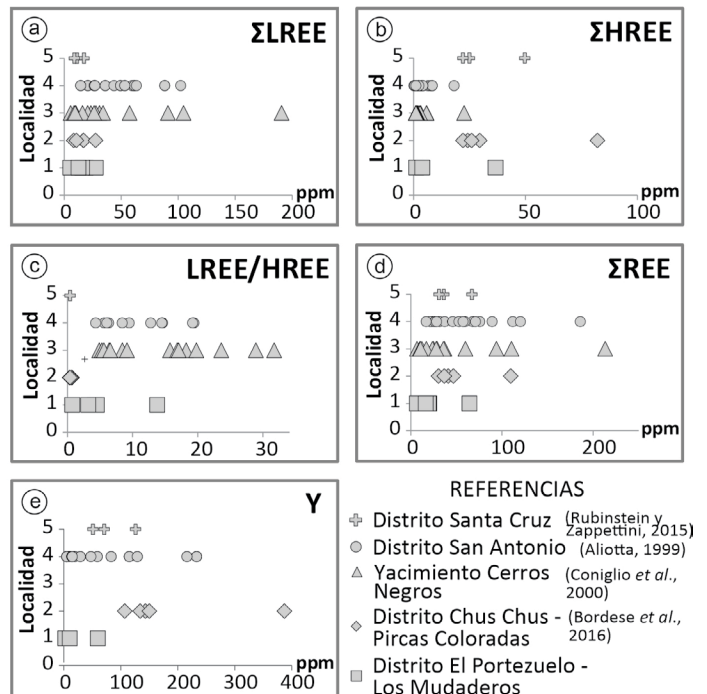 a
ΣLREE
Localidad
5
4
3
2
1
0
0 50 100 150 200
ppm
b
ΣHREE
Localidad
5
4
3
2
1
0
0 50 100
ppm
c
LREE/HREE
Localidad
5
4
3
2
1
0
0 10 20 30
d
ΣREE
Localidad
5
4
3
2
1
0
0 100 200
ppm
e
Y
Localidad
5
4
3
2
1
0
0 100 200 300 400
ppm
REFERENCIAS
Distrito Santa Cruz (Rubinstein y
Zappettini, 2015)
Distrito San Antonio (Aliotta, 1999)
Yacimiento Cerros (Coniglio et al.,
Negros 2000)
Distrito Chus Chus - (Bordese et al.,
Pircas Coloradas 2016)
Distrito El Portezuelo -
Los Mudaderos